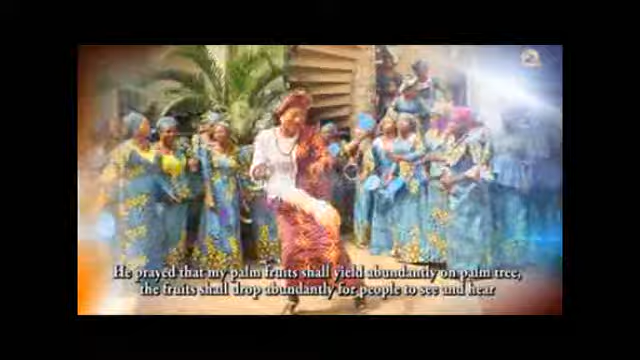 He prayed that my palm fruits shall yield abundantly on palm tree,
the fruits shall drop abundantly for people to see and hear